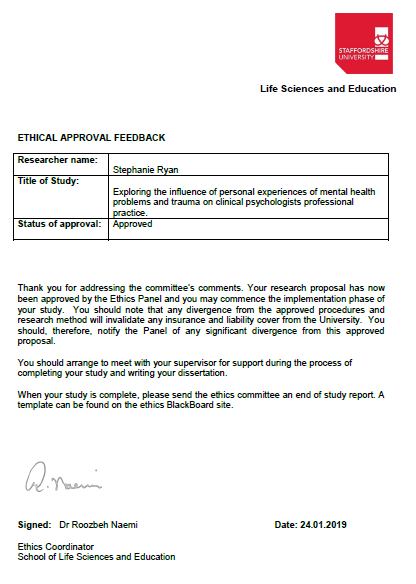 STAFFORDSHIRE
UNIVERSITY
Life Sciences and Education
ETHICAL APPROVAL FEEDBACK
Researcher name:
Stephanie Ryan
Title of Study:
Exploring the influence of personal experiences of mental health
problems and trauma on clinical psychologists professional
practice.
Status of approval: Approved
Thank you for addressing the committee's comments. Your research proposal has now
been approved by the Ethics Panel and you may commence the implementation phase of
your study. You should note that any divergence from the approved procedures and
research method will invalidate any insurance and liability cover from the University. You
should, therefore, notify the Panel of any significant divergence from this approved
proposal.
You should arrange to meet with your supervisor for support during the process of
completing your study and writing your dissertation.
When your study is complete, please send the ethics committee an end of study report. A
template can be found on the ethics BlackBoard site.
R. Naemi
Signed: Dr Roozbeh Naemi Date: 24.01.2019
Ethics Coordinator
School of Life Sciences and Education